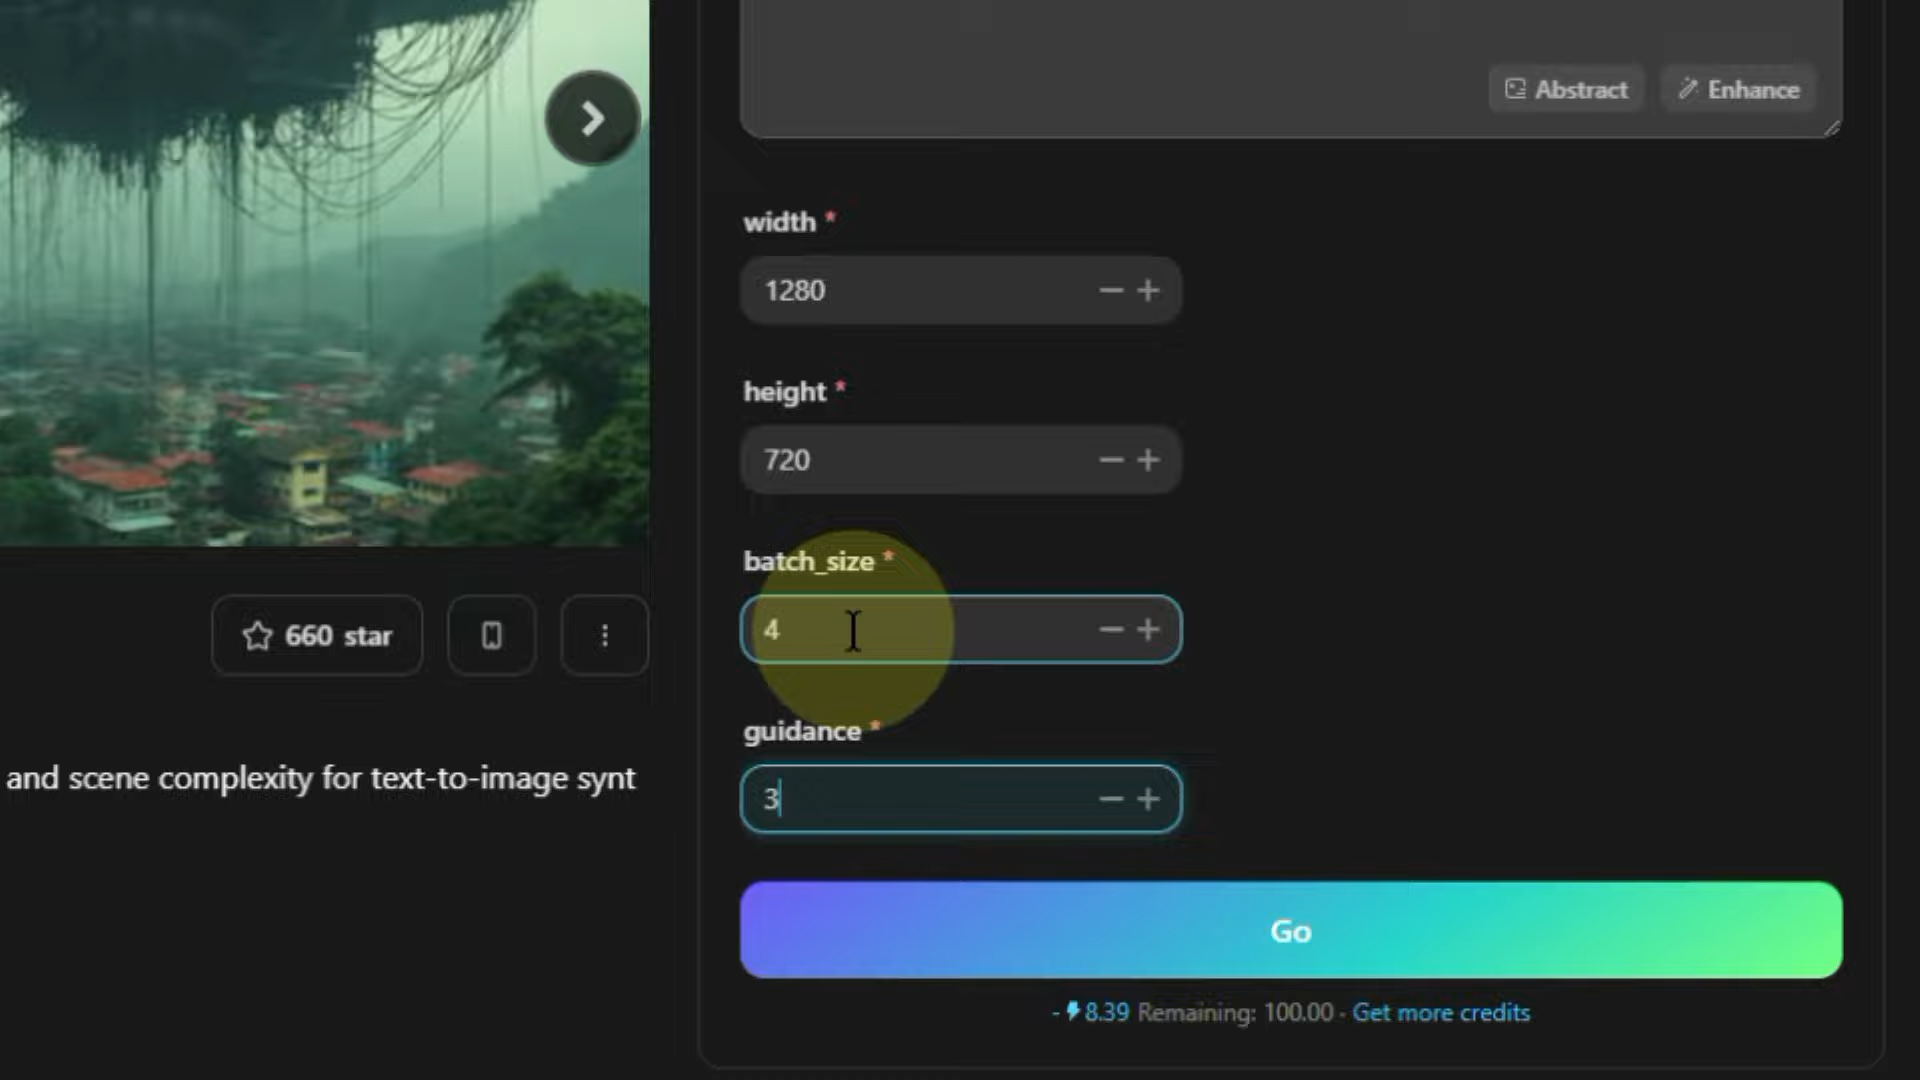 Abstract
Enhance
width *
1280
height *
720
batch_size *
4
660 star
guidance *
and scene complexity for text-to-image synt
3
Go
- 8.39 Remaining: 100.00 - Get more credits